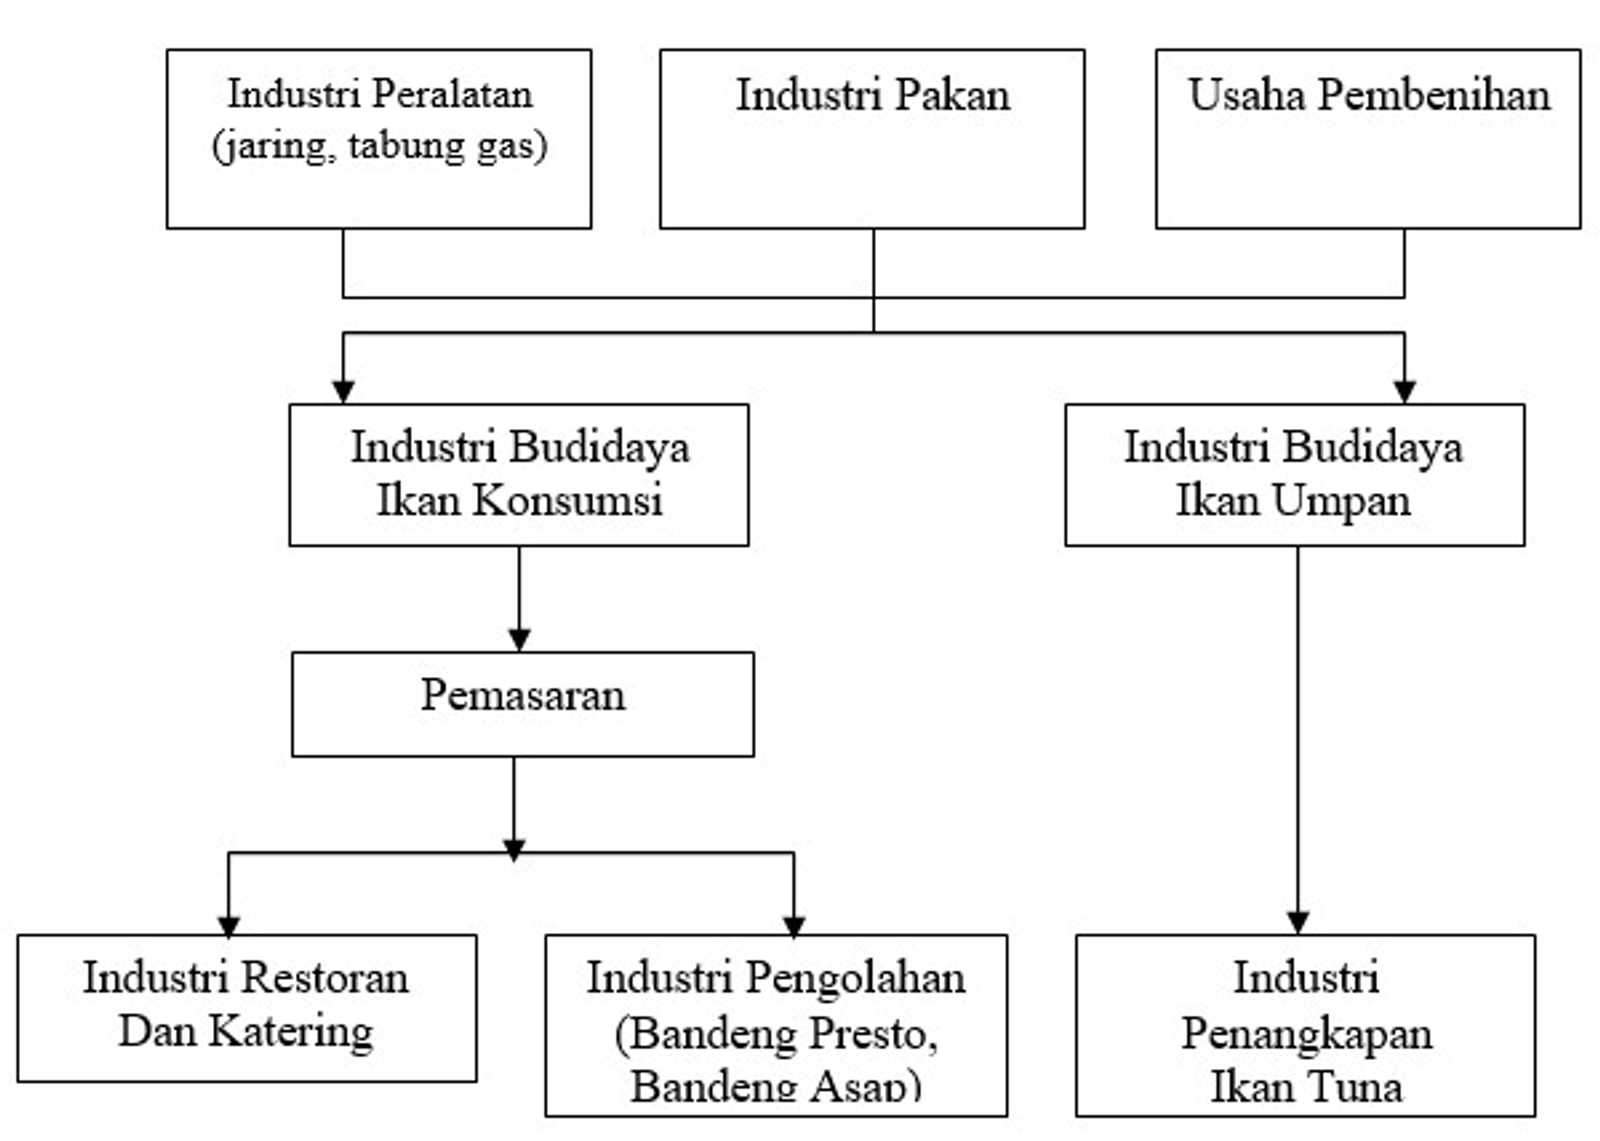 Industri Peralatan
(jaring, tabung gas)
Industri Pakan
Usaha Pembenihan
Industri Budidaya
Ikan Konsumsi
Industri Budidaya
Ikan Umpan
Pemasaran
Industri Restoran
Dan Katering
Industri Pengolahan
(Bandeng Presto,
Bandeng Asap)
Industri
Penangkapan
Ikan Tuna